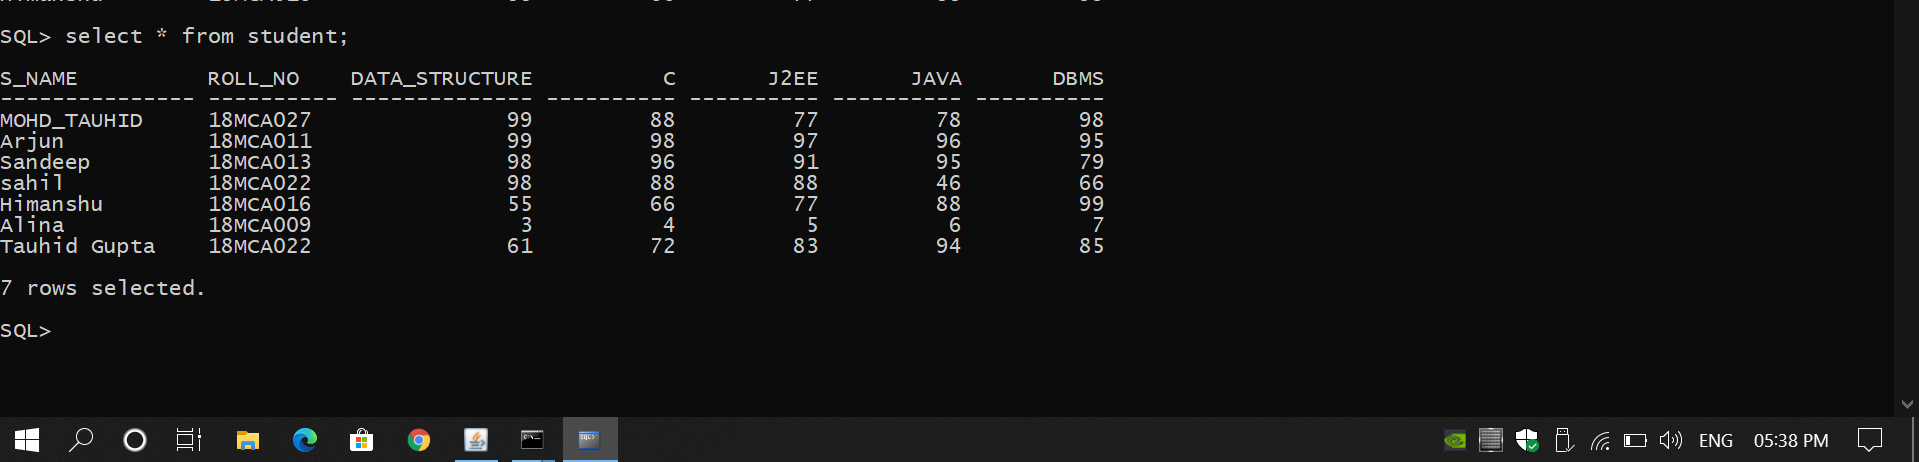 SQL> select * from student;
S_NAME ROLL_NO DATA_STRUCTURE C J2EE JAVA DBMS
--------------- ---------- -------------- ---------- ---------- ---------- ----------
MOHD_TAUHID 18MCA027 99 88 77 78 98
Arjun 18MCA011 99 98 97 96 95
Sandeep 18MCA013 98 96 91 95 79
sahil 18MCA022 98 88 88 46 66
Himanshu 18MCA016 55 66 77 88 99
Alina 18MCA009 3 4 5 6 7
Tauhid Gupta 18MCA022 61 72 83 94 85
7 rows selected.
SQL>
ENG 05:38 PM